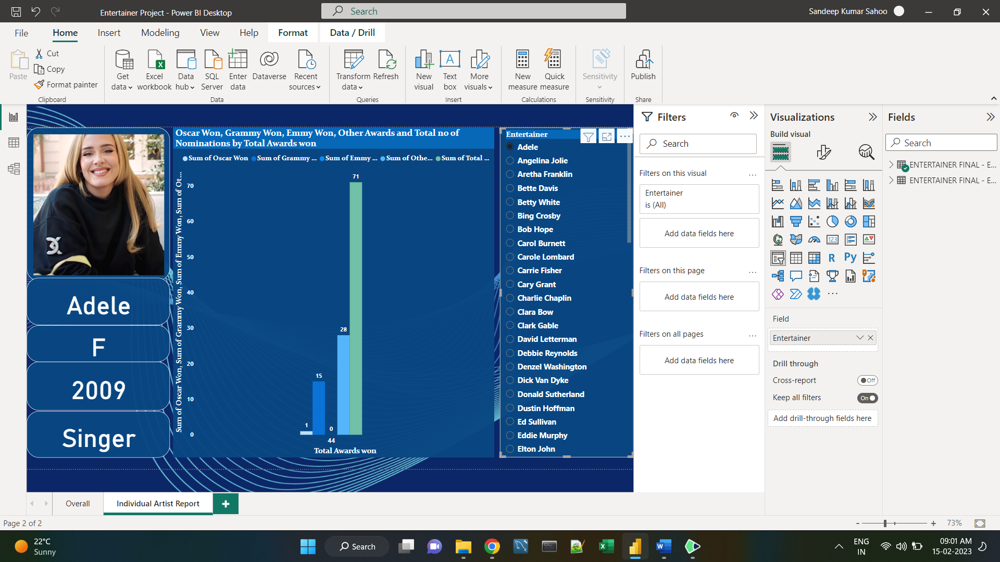 Entertainer Project - Power BI Desktop
Search
Sandeep Kumar Sahoo
File
Home
Insert
Modeling
View
Help
Format
Data / Drill
Paste
Cut
Copy
Format painter
Clipboard
Get data
Excel workbook
Data hub
SQL Server
Enter data
Dataverse
Recent sources
Data
Transform data
Refresh
Queries
New visual
Text box
More visuals
Insert
New measure
Quick measure
Calculations
Sensitivity
Sensitivity
Publish
Share
Adele
F
2009
Singer
Oscar Won, Grammy Won, Emmy Won, Other Awards and Total no of
Nominations by Total Awards won
Sum of Oscar Won
Sum of Grammy ...
Sum of Emmy ...
Sum of Othe...
Sum of Total ...
Sum of Oscar Won, Sum of Grammy Won, Sum of Emmy Won, Sum of Ot...
70
60
50
40
30
20
10
0
1
15
0
28
71
44
Total Awards won
Entertainer
Adele
Angelina Jolie
Aretha Franklin
Bette Davis
Betty White
Bing Crosby
Bob Hope
Carol Burnett
Carole Lombard
Carrie Fisher
Cary Grant
Charlie Chaplin
Clara Bow
Clark Gable
David Letterman
Debbie Reynolds
Denzel Washington
Dick Van Dyke
Donald Sutherland
Dustin Hoffman
Ed Sullivan
Eddie Murphy
Elton John
Filters
Search
Filters on this visual
...
Entertainer
is (All)
Add data fields here
Filters on this page
...
Add data fields here
Filters on all pages
...
Add data fields here
Visualizations
Build visual
123
R
Py
...
Field
Entertainer
Drill through
Cross-report
Off
Keep all filters
On
Add drill-through fields here
Fields
Search
ENTERTAINER FINAL - E...
ENTERTAINER FINAL - E...
Overall
Individual Artist Report
+
Page 2 of 2
- + 73%
22°C
Sunny
Search
ENG
IN
09:01 AM
15-02-2023